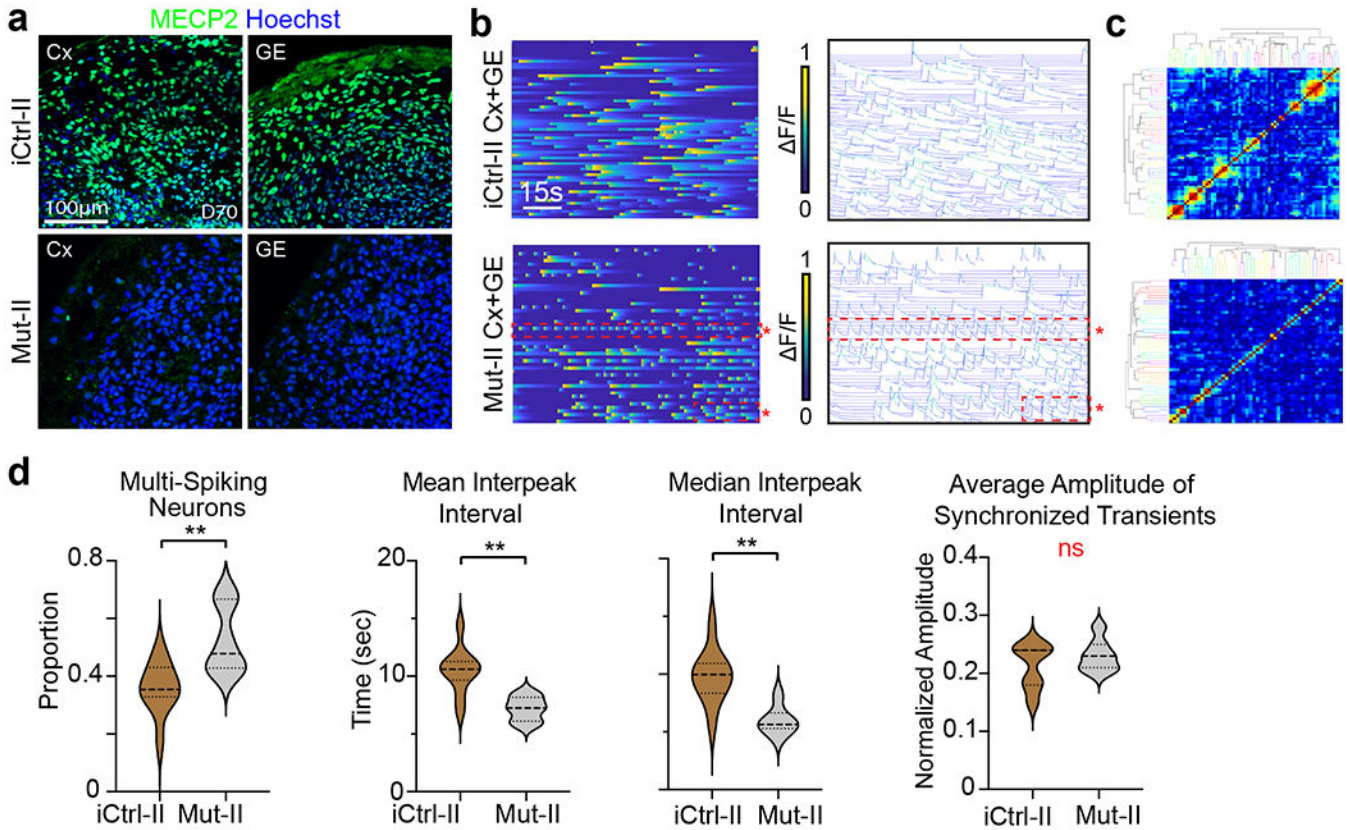 a
MECP2 Hoechst
Cx
GE
iCtrl-II
100µm
D70
Cx
GE
Mut-II
b
iCtrl-II Cx+GE
15s
1
ΔF/F
0
Mut-II Cx+GE
*
*
1
ΔF/F
0
*
*
c
d
Multi-Spiking
Neurons
**
0.8
Proportion
0.4
0
iCtrl-II Mut-II
Mean Interpeak
Interval
**
20
Time (sec)
10
0
iCtrl-II Mut-II
Median Interpeak
Interval
**
iCtrl-II Mut-II
Average Amplitude of
Synchronized Transients
ns
0.4
Normalized Amplitude
0.3
0.2
0.1
0
iCtrl-II Mut-II